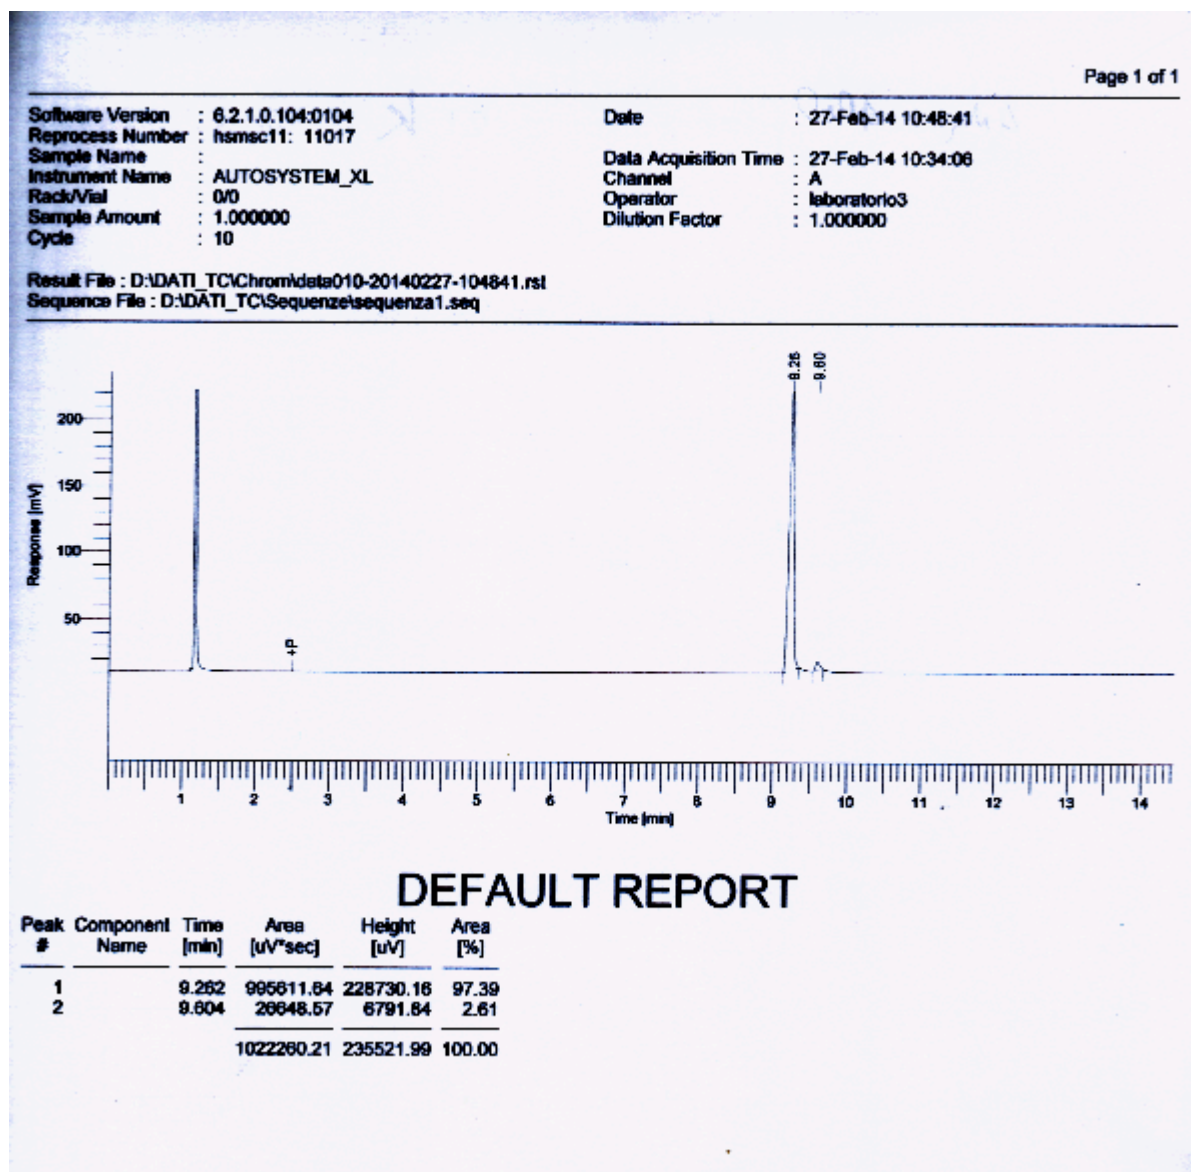 Page 1 of 1
Software Version : 6.2.1.0.104:0104 Date : 27-Feb-14 10:48:41
Reprocess Number : hsmsc11: 11017
Sample Name : Data Acquisition Time : 27-Feb-14 10:34:06
Instrument Name : AUTOSYSTEM_XL Channel : A
Rack/Vial : 0/0 Operator : laboratorio3
Sample Amount : 1.000000 Dilution Factor : 1.000000
Cycle : 10
Result File : D:\DATI_TC\Chrom\data010-20140227-104841.rst
Sequence File : D:\DATI_TC\Sequenze\sequenza1.seq
9.26
9.60
200
150
100
50
Response [mV]
+P
1 2 3 4 5 6 7 8 9 10 11 12 13 14
Time [min]
DEFAULT REPORT
Peak Component Time Area Height Area
# Name [min] [uV*sec] [uV] [%]
1 9.262 995611.64 228730.16 97.39
2 9.604 26648.57 6791.84 2.61
1022260.21 235521.99 100.00